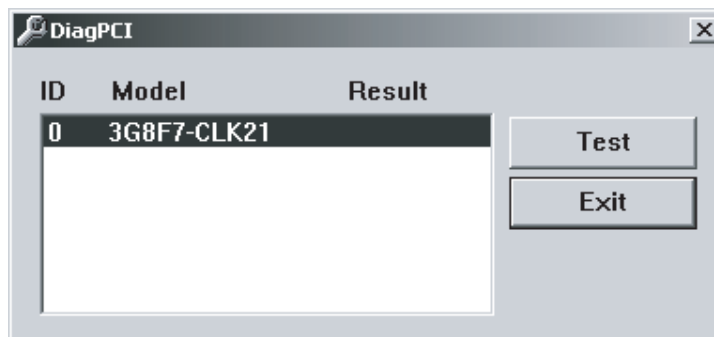 DiagPCI
ID Model Result
0 3G8F7-CLK21
Test
Exit